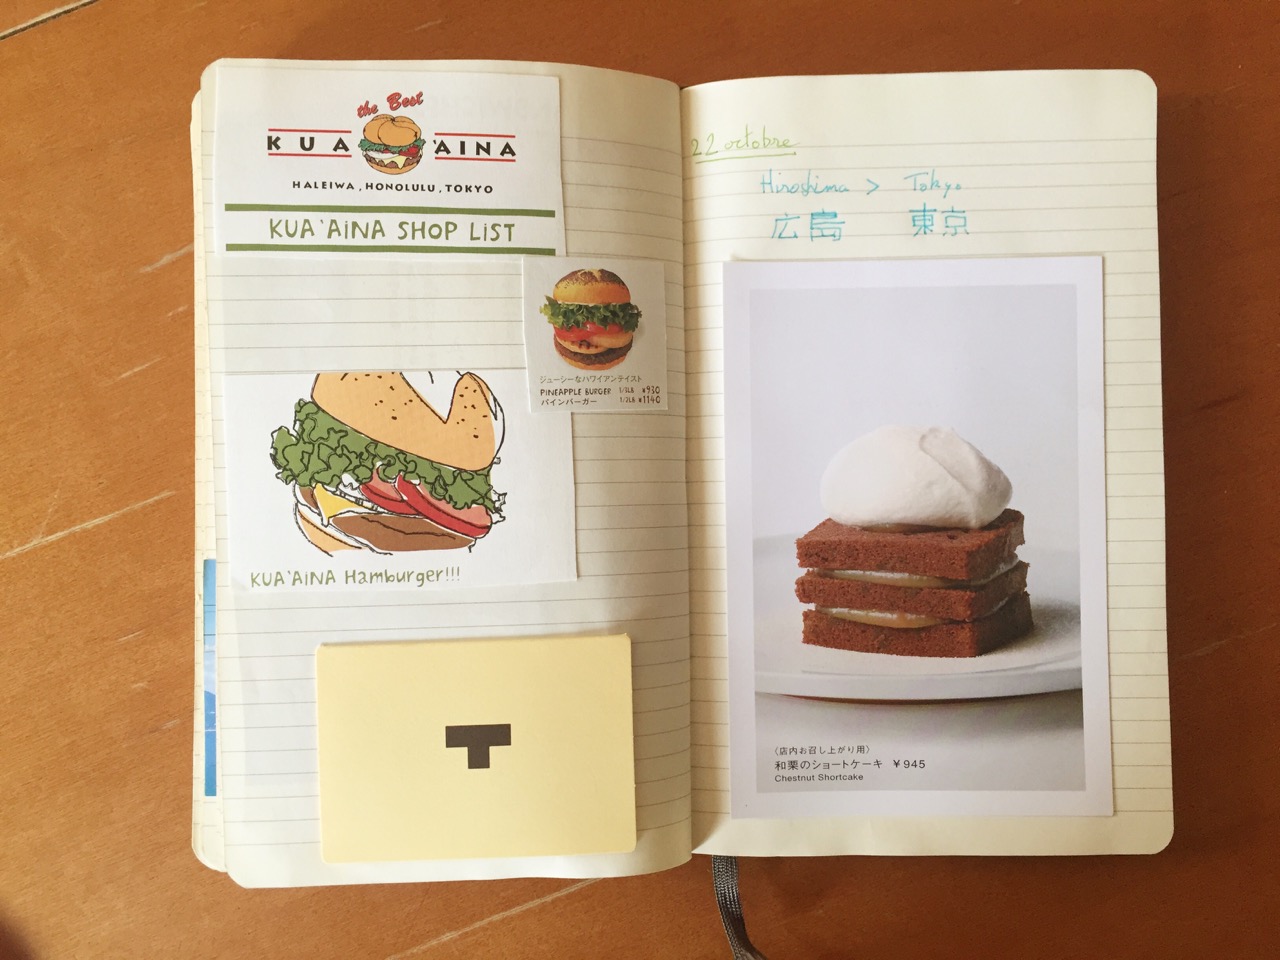 the Best
KUA 'AINA
HALEIWA, HONOLULU, TOKYO
KUA 'AINA SHOP LIST
ジューシーなハワイアンテイスト
PINEAPPLE BURGER 1/3LB ¥930
パインバーガー 1/2LB ¥1140
KUA 'AINA Hamburger!!!
T
22 octobre
Hiroshima > Tokyo
広島 東京
〈店内お召し上がり用〉
和栗のショートケーキ ¥945
Chestnut Shortcake